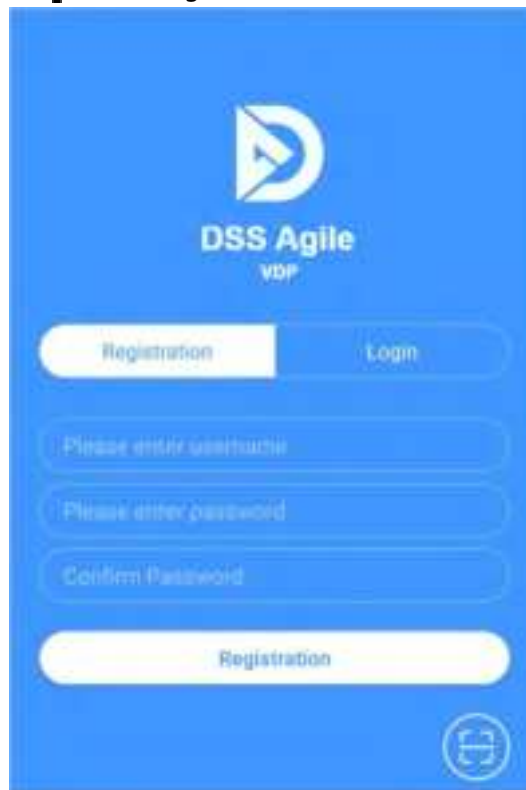 DSS Agile
VDP
Registration
Login
Please enter username
Please enter password
Confirm Password
Registration